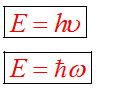 E = hυ
E = ħω